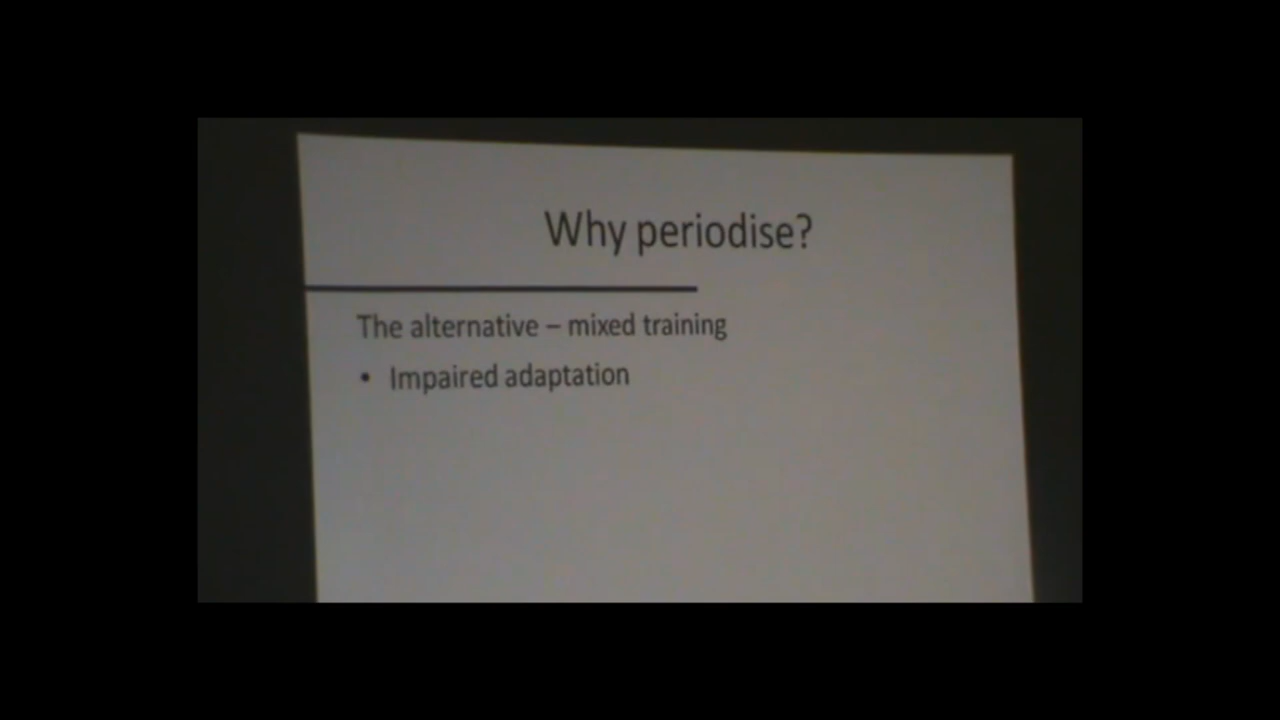 Why periodise?
The alternative – mixed training
• Impaired adaptation